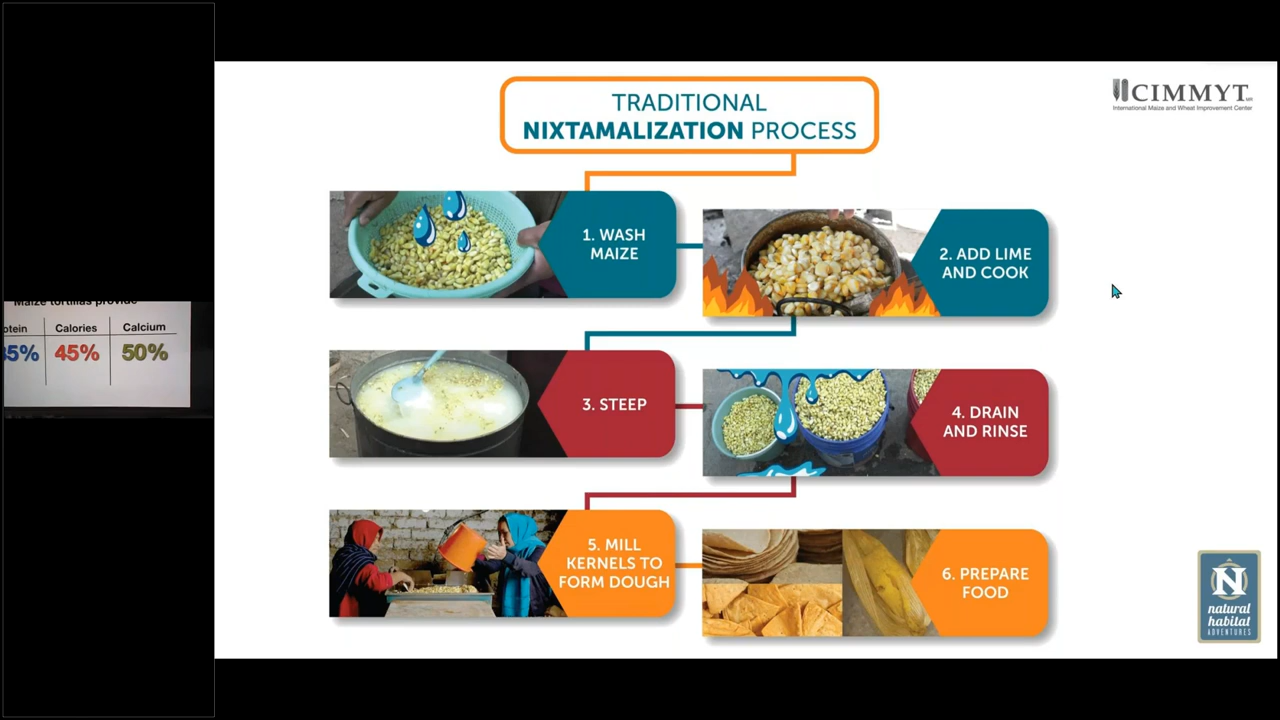 TRADITIONAL
NIXTAMALIZATION PROCESS
CIMMYT
International Maize and Wheat Improvement Center
1. WASH
MAIZE
2. ADD LIME
AND COOK
3. STEEP
4. DRAIN
AND RINSE
5. MILL
KERNELS TO
FORM DOUGH
6. PREPARE
FOOD
Maize tortillas provide
otein Calories Calcium
5% 45% 50%
N
natural
habitat
ADVENTURES